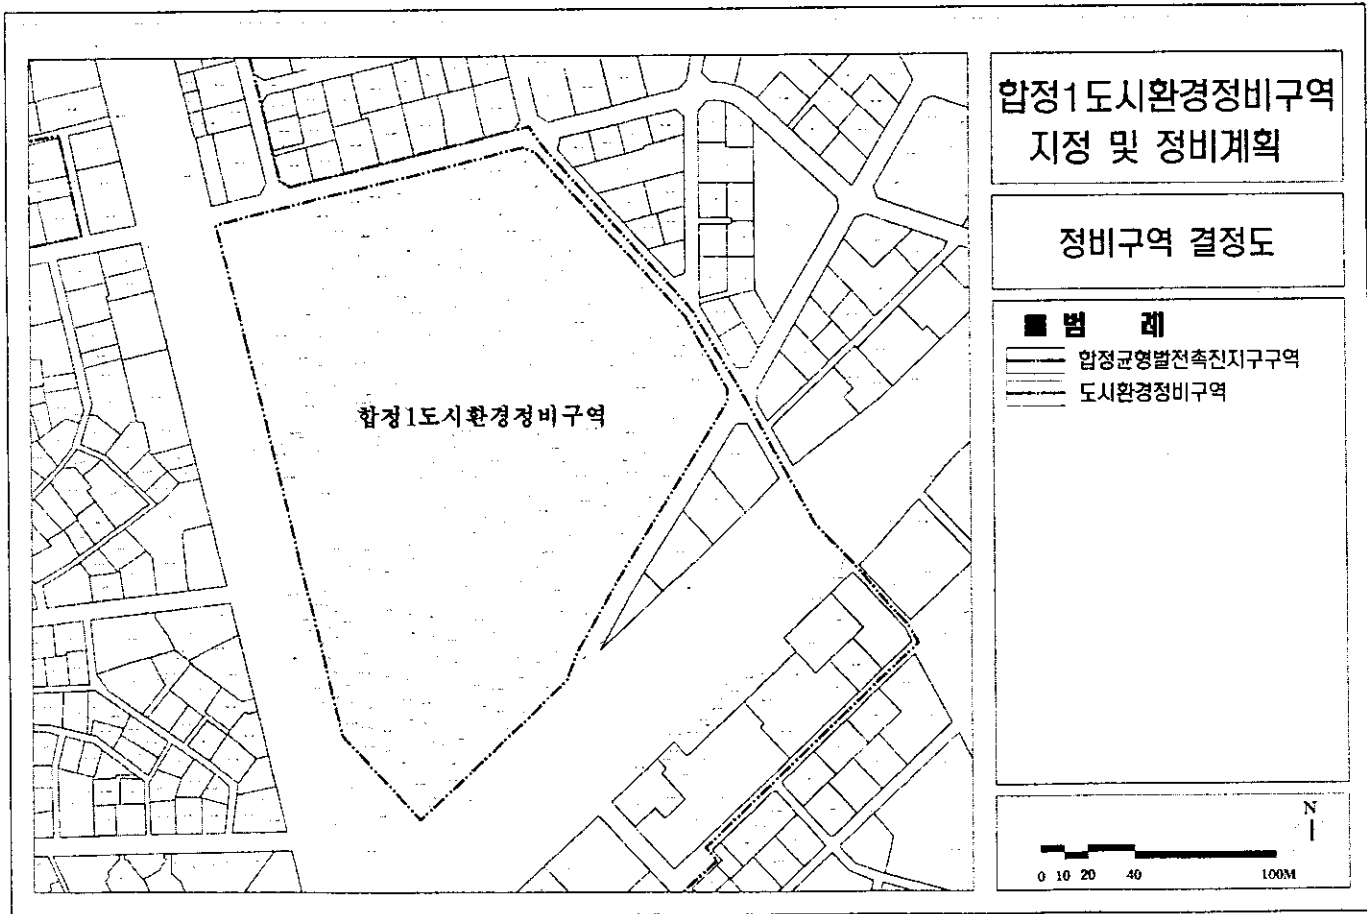 합정1도시환경정비구역
지정 및 정비계획
정비구역 결정도
■ 범 례
합정균형발전촉진지구구역
도시환경정비구역
합정1도시환경정비구역
N
0 10 20 40 100M